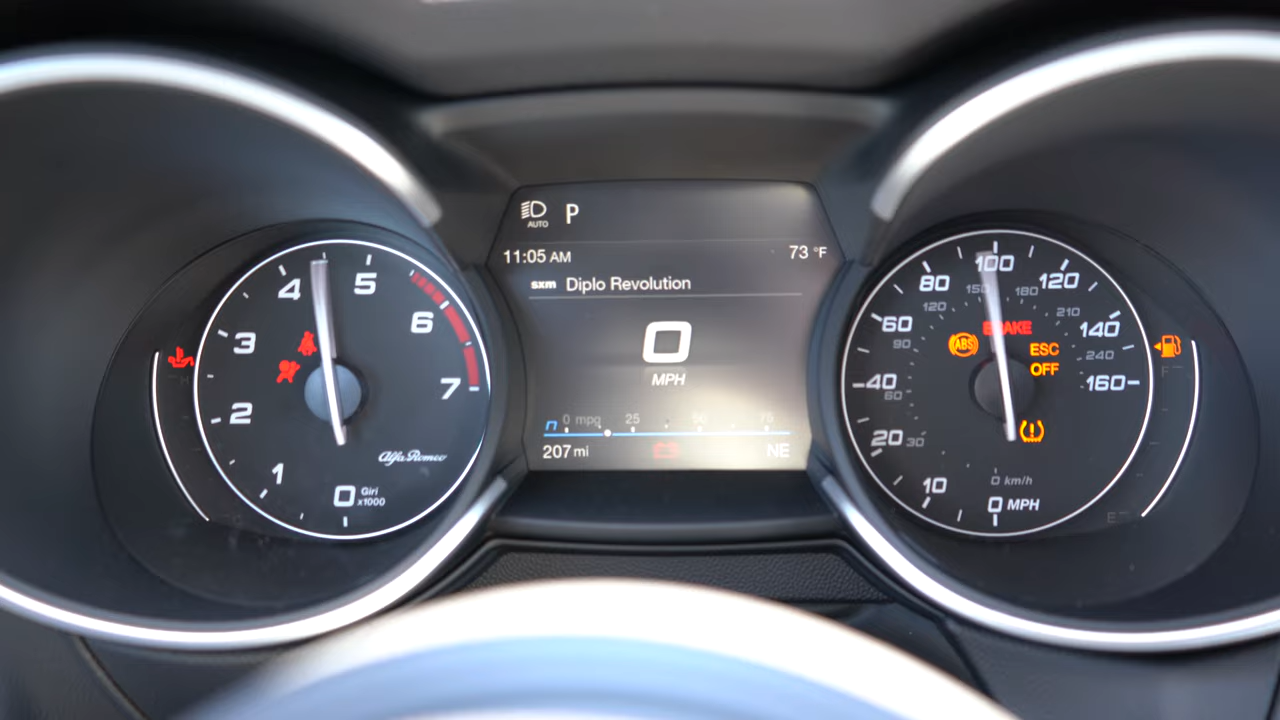 AUTO P
11:05 AM 73 °F
sxm Diplo Revolution
0
MPH
0 mpg 25 50 75
207 mi NE
1
2
3
4
5
6
7
Alfa Romeo
0 Giri
x1000
H
10
20
40
60
80
100
120
140
160
30
60
90
120
150
180
210
240
BRAKE
ABS
ESC
OFF
0 km/h
0 MPH
F
E